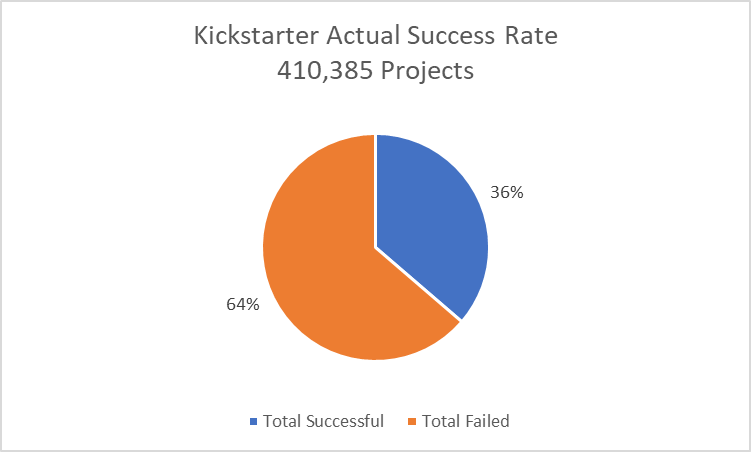 Kickstarter Actual Success Rate
410,385 Projects
36%
64%
Total Successful
Total Failed